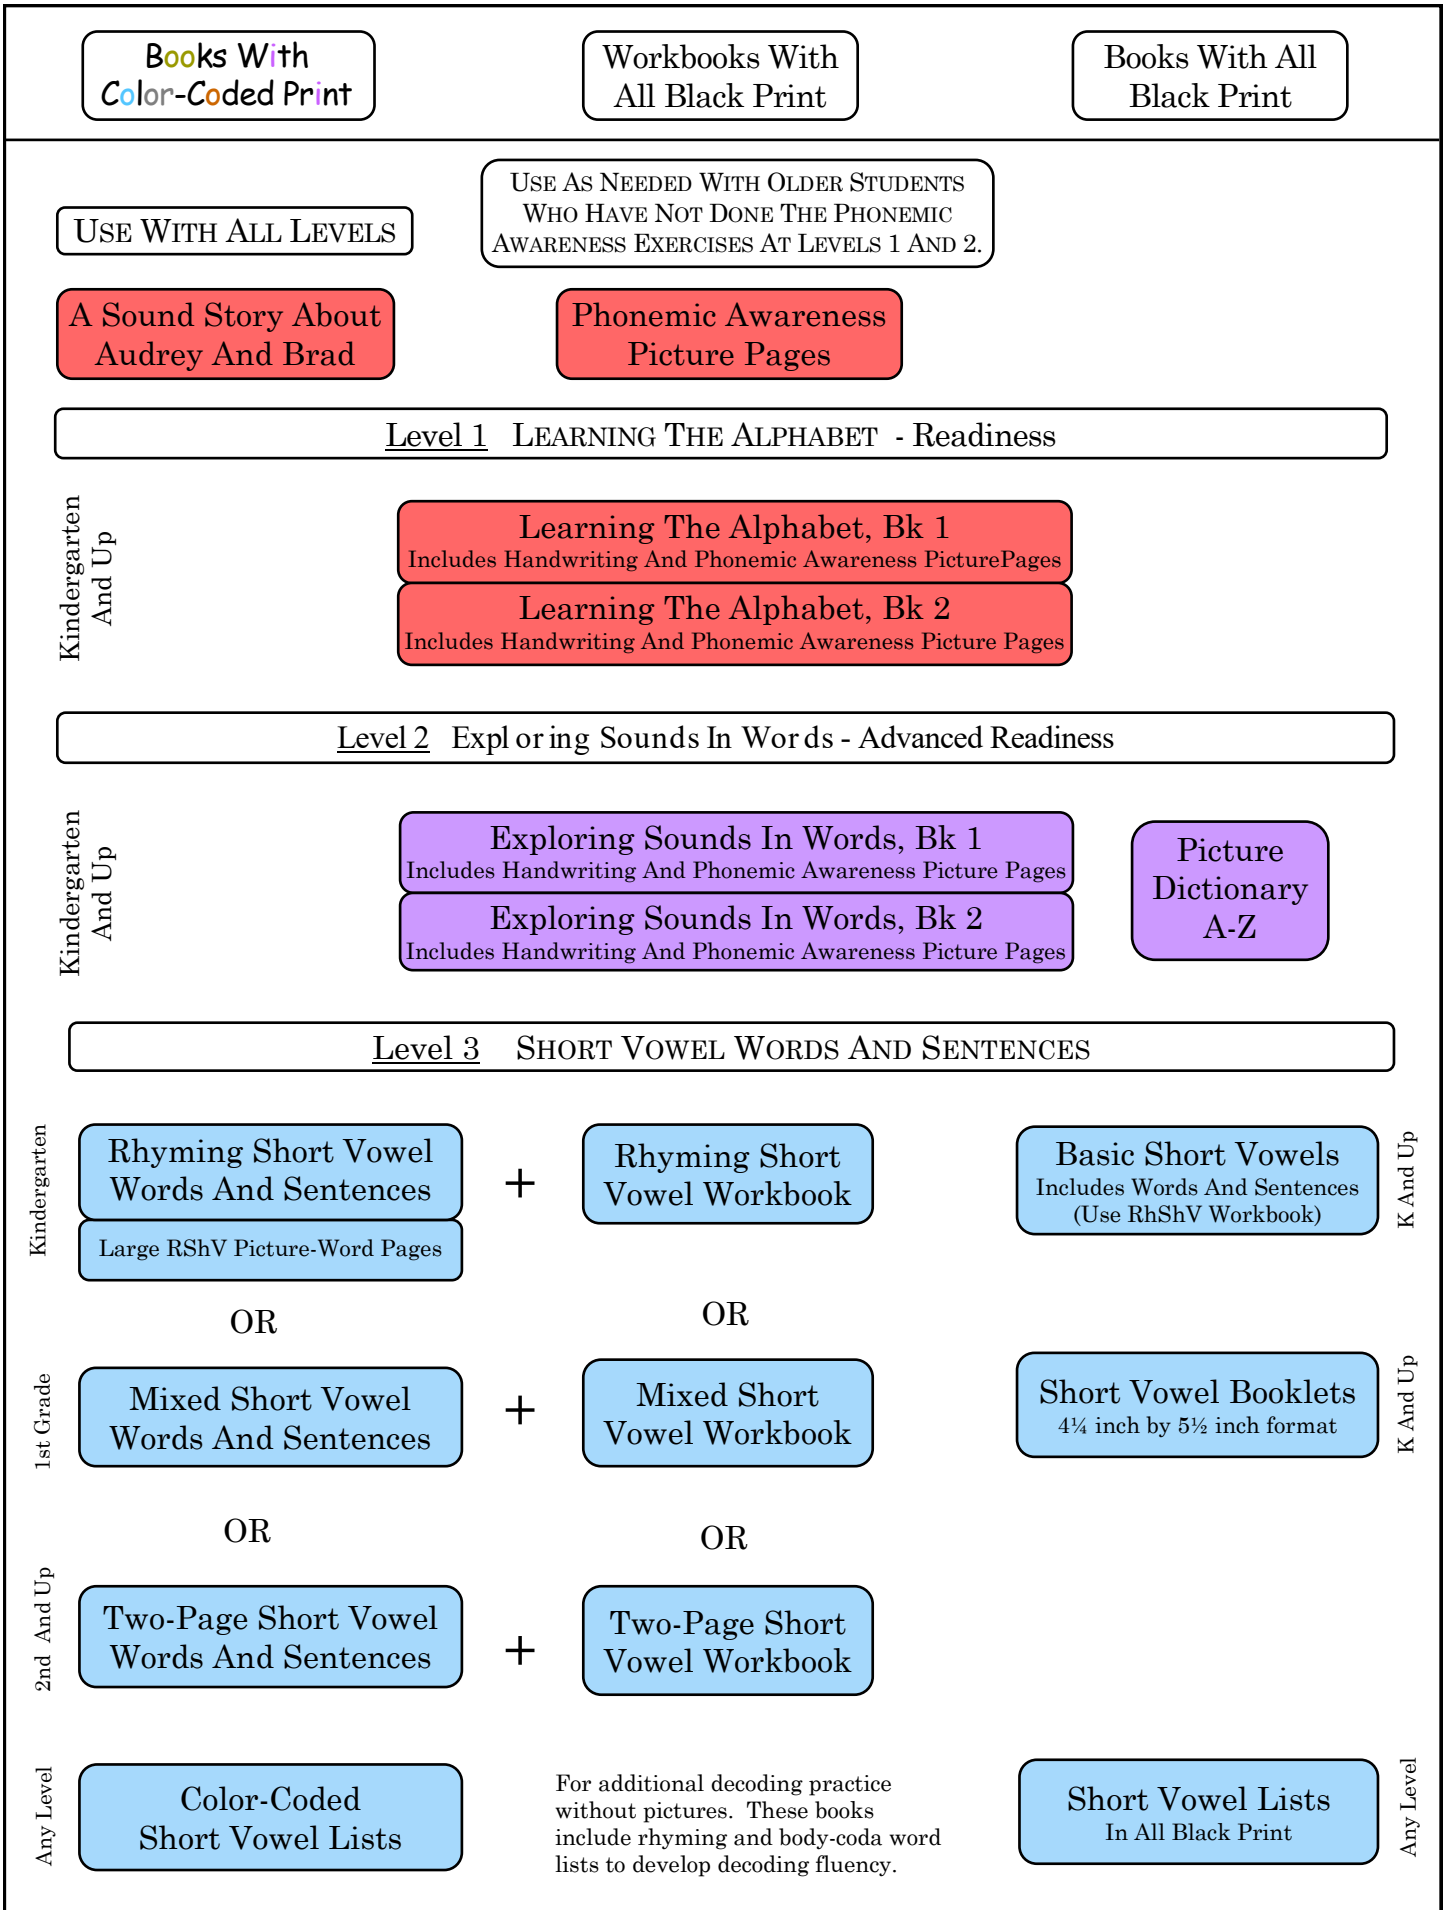 Books With
Color-Coded Print
Workbooks With
All Black Print
Books With All
Black Print
USE WITH ALL LEVELS
USE AS NEEDED WITH OLDER STUDENTS
WHO HAVE NOT DONE THE PHONEMIC
AWARENESS EXERCISES AT LEVELS 1 AND 2.
A Sound Story About
Audrey And Brad
Phonemic Awareness
Picture Pages
Level 1 LEARNING THE ALPHABET - Readiness
Kindergarten
And Up
Learning The Alphabet, Bk 1
Includes Handwriting And Phonemic Awareness PicturePages
Learning The Alphabet, Bk 2
Includes Handwriting And Phonemic Awareness Picture Pages
Level 2 Exploring Sounds In Words - Advanced Readiness
Kindergarten
And Up
Exploring Sounds In Words, Bk 1
Includes Handwriting And Phonemic Awareness Picture Pages
Exploring Sounds In Words, Bk 2
Includes Handwriting And Phonemic Awareness Picture Pages
Picture
Dictionary
A-Z
Level 3 SHORT VOWEL WORDS AND SENTENCES
Kindergarten
Rhyming Short Vowel
Words And Sentences
Large RShV Picture-Word Pages
+
Rhyming Short
Vowel Workbook
Basic Short Vowels
Includes Words And Sentences
(Use RhShV Workbook)
K And Up
OR
OR
1st Grade
Mixed Short Vowel
Words And Sentences
+
Mixed Short
Vowel Workbook
Short Vowel Booklets
4¼ inch by 5½ inch format
K And Up
OR
OR
2nd And Up
Two-Page Short Vowel
Words And Sentences
+
Two-Page Short
Vowel Workbook
Any Level
Color-Coded
Short Vowel Lists
For additional decoding practice
without pictures. These books
include rhyming and body-coda word
lists to develop decoding fluency.
Short Vowel Lists
In All Black Print
Any Level